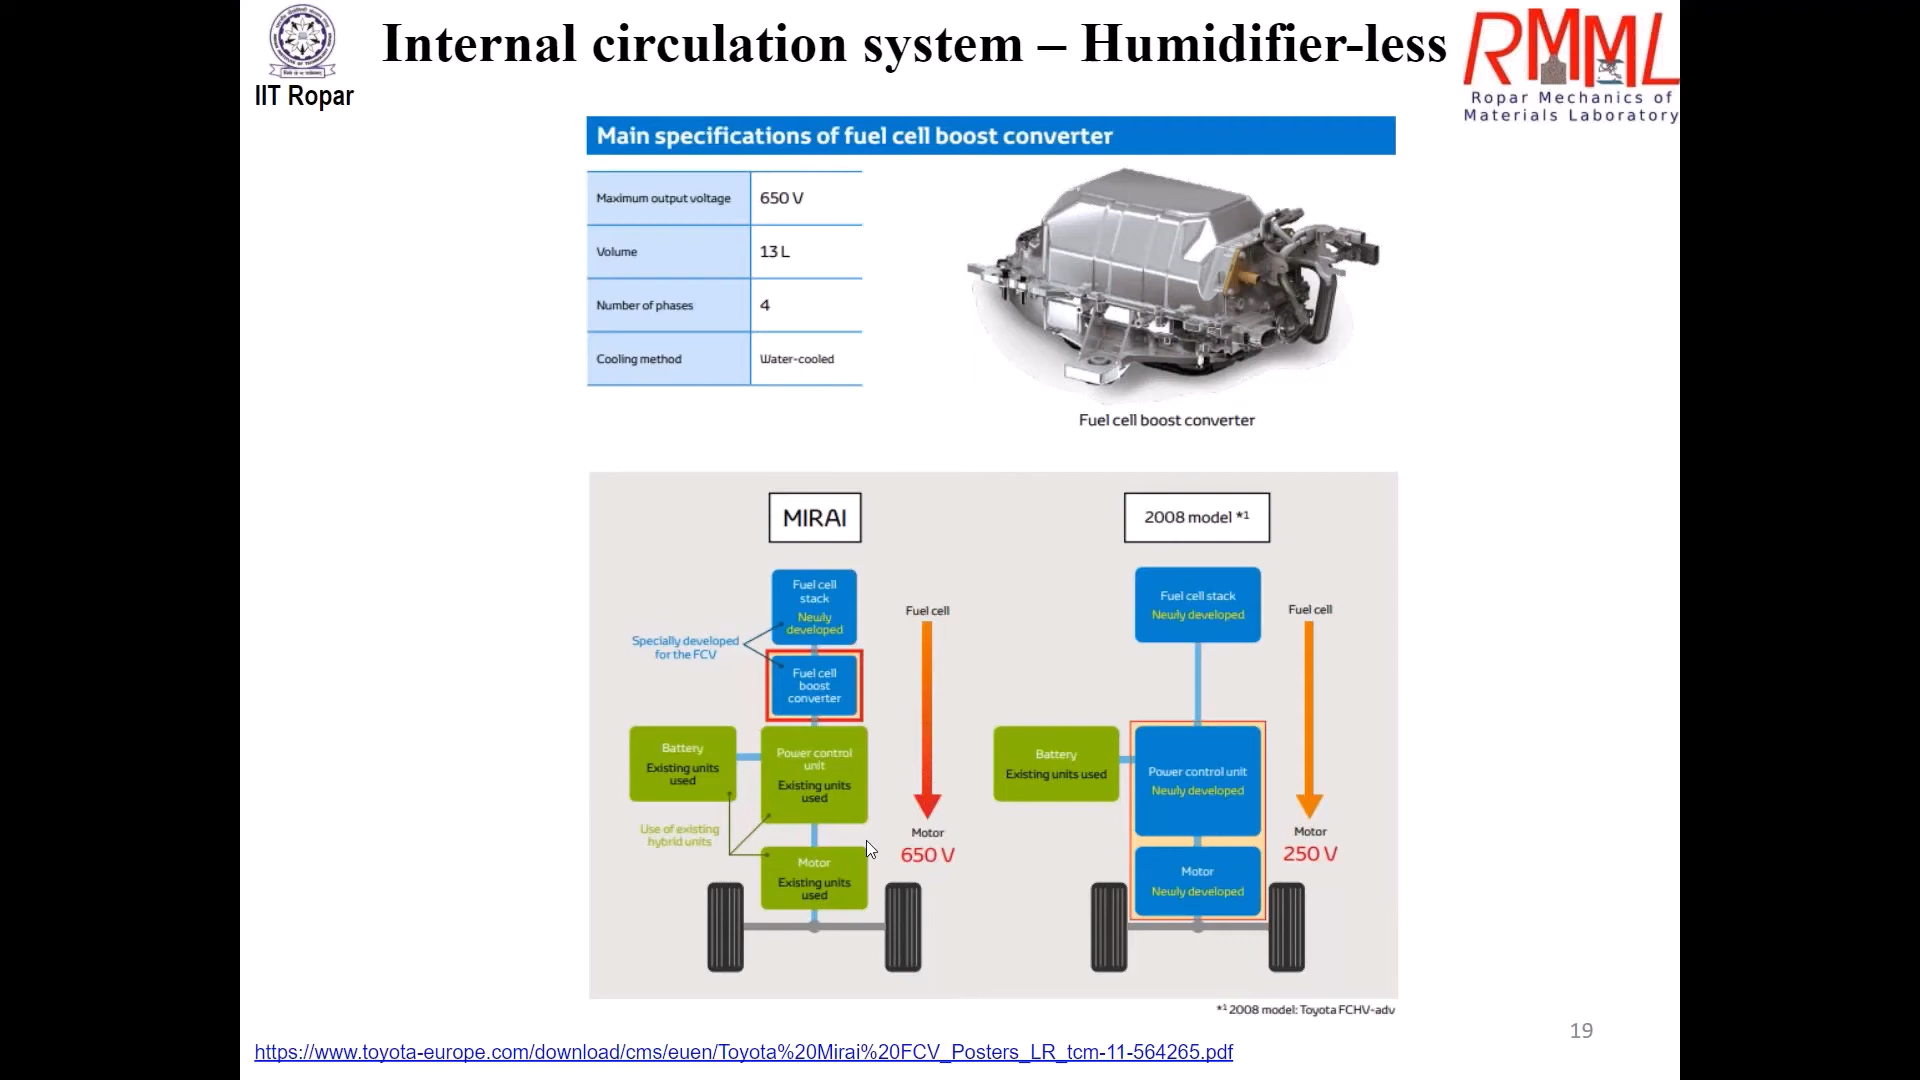 Internal circulation system – Humidifier-less
IIT Ropar
RMML
Ropar Mechanics of
Materials Laboratory
Main specifications of fuel cell boost converter
Maximum output voltage 650 V
Volume 13 L
Number of phases 4
Cooling method Water-cooled
Fuel cell boost converter
MIRAI
Fuel cell
stack
Newly
developed
Specially developed
for the FCV
Fuel cell
boost
converter
Battery
Existing units
used
Power control
unit
Existing units
used
Use of existing
hybrid units
Motor
Existing units
used
Fuel cell
Motor
650 V
2008 model *1
Fuel cell stack
Newly developed
Battery
Existing units used
Power control unit
Newly developed
Motor
Newly developed
Fuel cell
Motor
250 V
*1 2008 model: Toyota FCHV-adv
19
https://www.toyota-europe.com/download/cms/euen/Toyota%20Mirai%20FCV_Posters_LR_tcm-11-564265.pdf